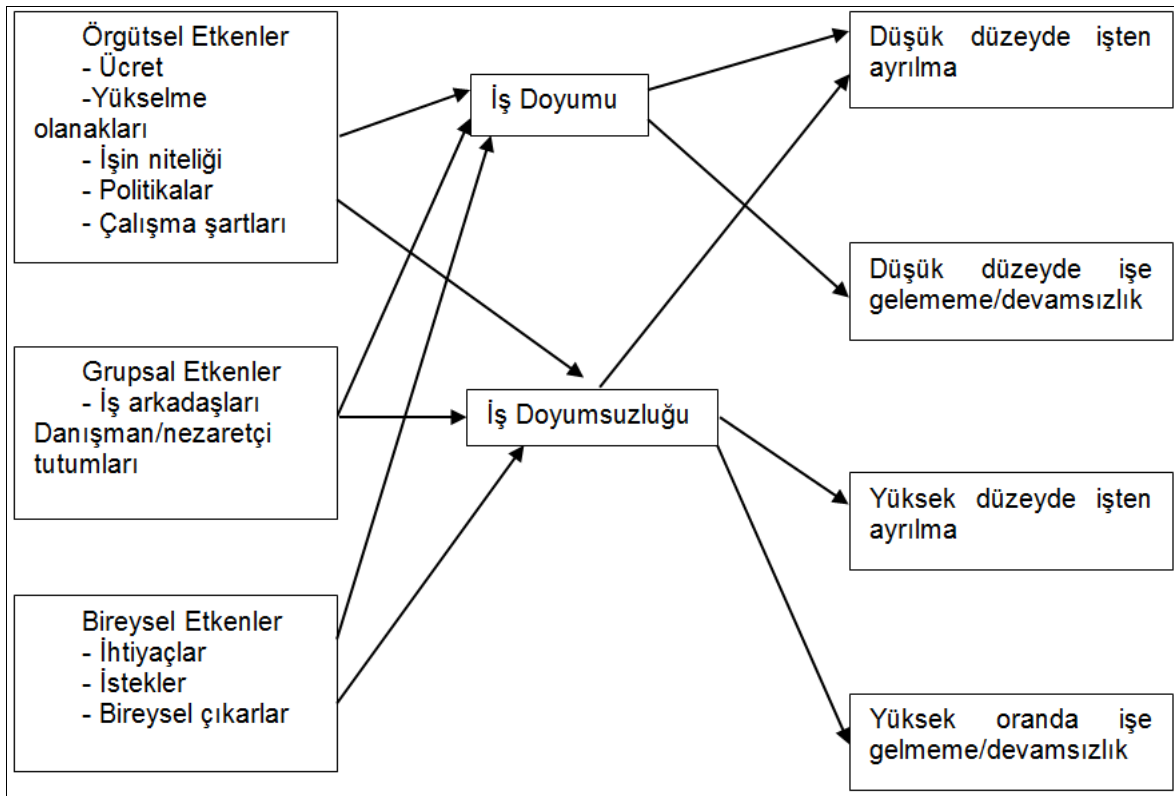 Örgütsel Etkenler
- Ücret
-Yükselme
olanakları
- İşin niteliği
- Politikalar
- Çalışma şartları
Grupsal Etkenler
- İş arkadaşları
Danışman/nezaretçi
tutumları
Bireysel Etkenler
- İhtiyaçlar
- İstekler
- Bireysel çıkarlar
İş Doyumu
İş Doyumsuzluğu
Düşük düzeyde işten
ayrılma
Düşük düzeyde işe
gelememe/devamsızlık
Yüksek düzeyde işten
ayrılma
Yüksek oranda işe
gelmeme/devamsızlık